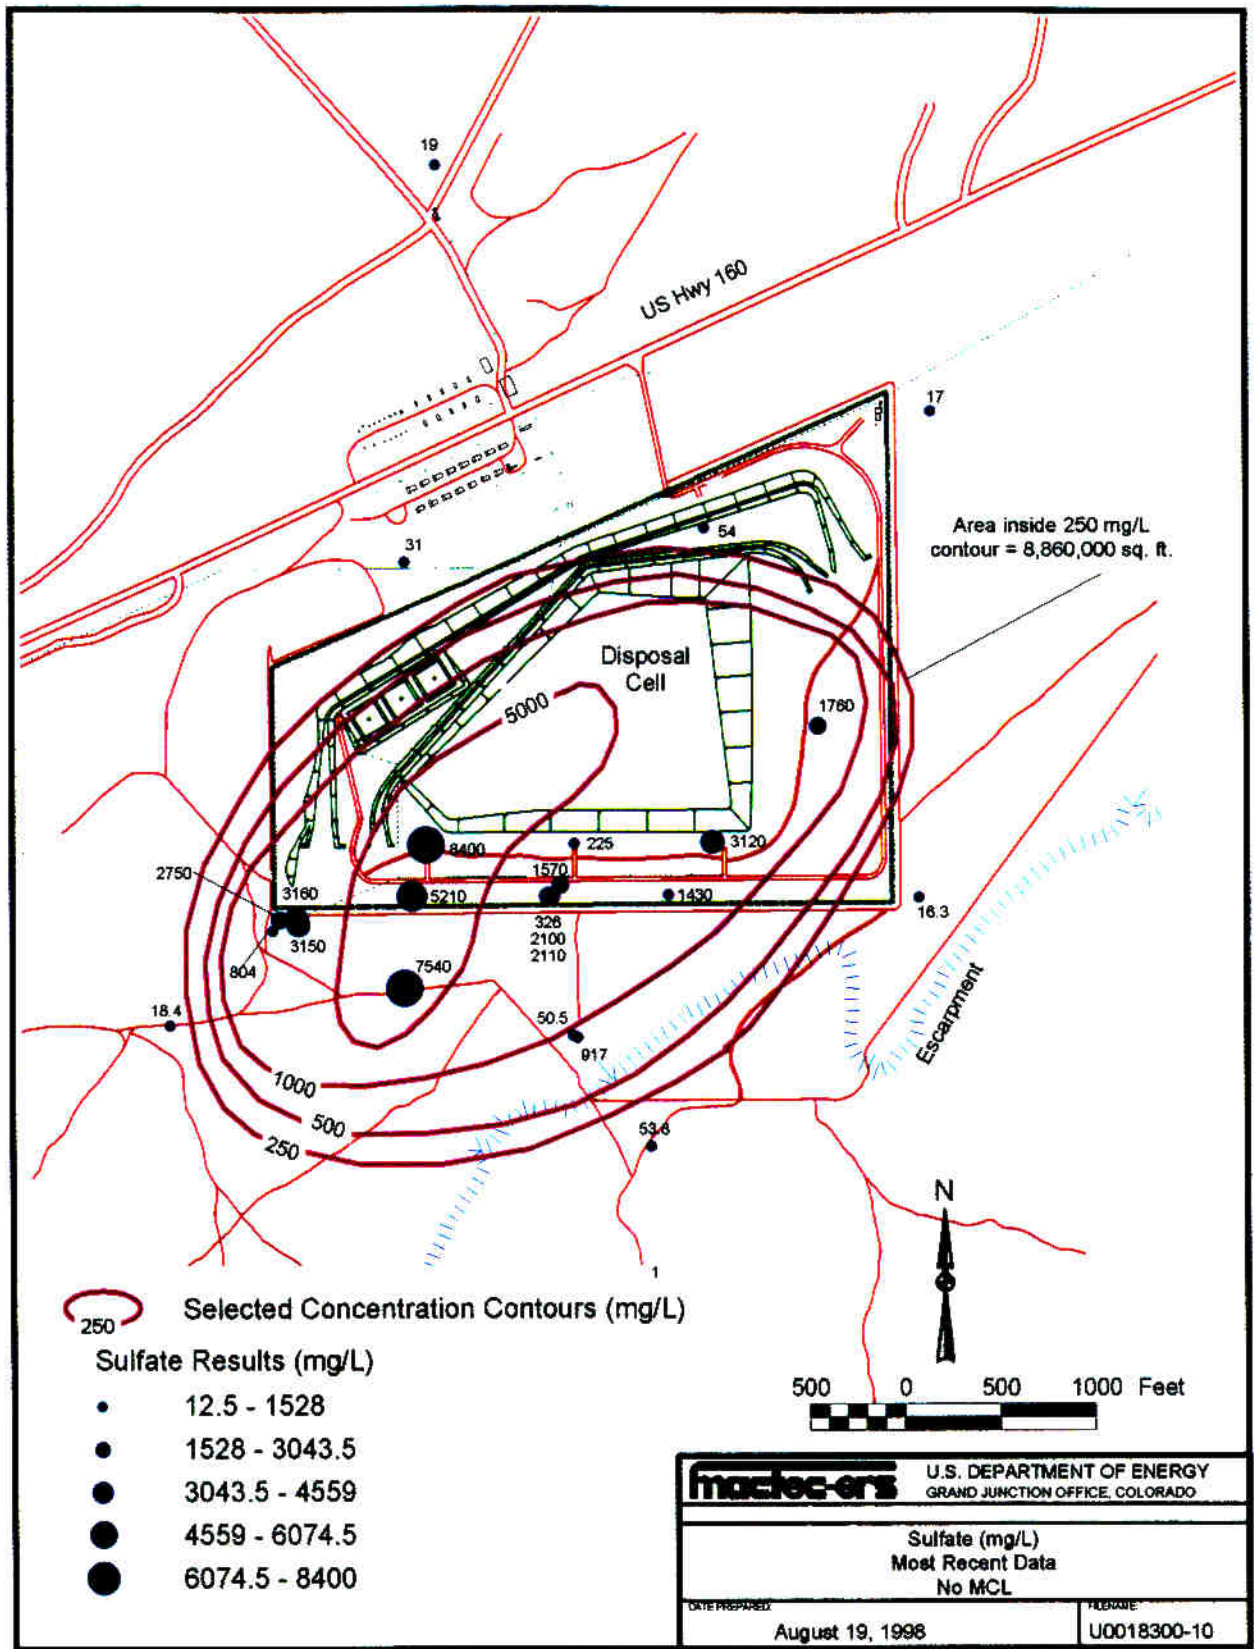 19
US Hwy 160
17
Area inside 250 mg/L
contour = 8,860,000 sq. ft.
54
31
Disposal
Cell
5000
1760
8400
225
3120
2750
3160
1570
5210
1430
16.3
3150
326
2100
2110
804
7540
18.4
50.5
917
Escarpment
1000
500
250
53.8
N
1
250
Selected Concentration Contours (mg/L)
Sulfate Results (mg/L)
12.5 - 1528
1528 - 3043.5
3043.5 - 4559
4559 - 6074.5
6074.5 - 8400
500 0 500 1000 Feet
mactec-ers
U.S. DEPARTMENT OF ENERGY
GRAND JUNCTION OFFICE, COLORADO
Sulfate (mg/L)
Most Recent Data
No MCL
DATE PREPARED:
August 19, 1998
FILENAME:
U0018300-10